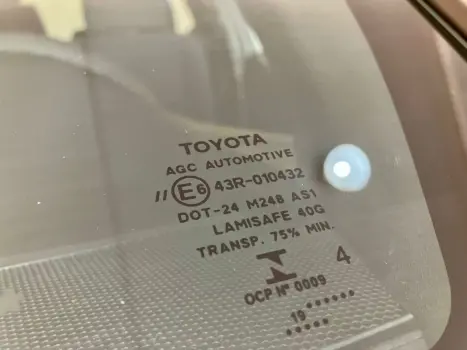 TOYOTA
AGC AUTOMOTIVE
II E6 43R-010432
DOT-24 M248 AS1
LAMISAFE 40G
TRANSP. 75% MIN.
I 4
OCP Nº 0009
19 ••••••
•••••